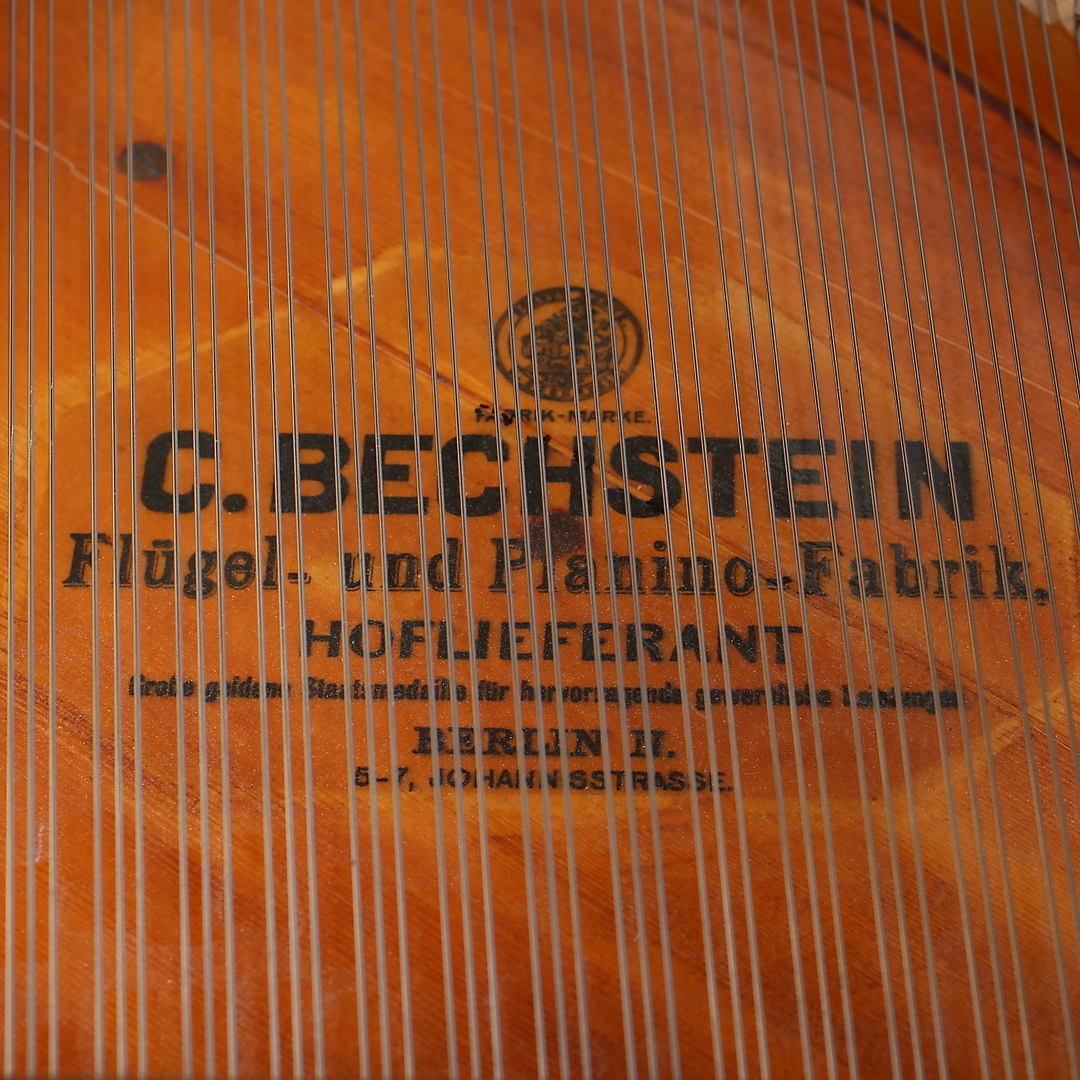 FABRIK-MARKE.
C. BECHSTEIN
Flügel- und Pianino-Fabrik.
HOFLIEFERANT
Große goldene Staatsmedaille für hervorragende gewerbliche Leistungen
BERLIN N.
5-7, JOHANNISSTRASSE.